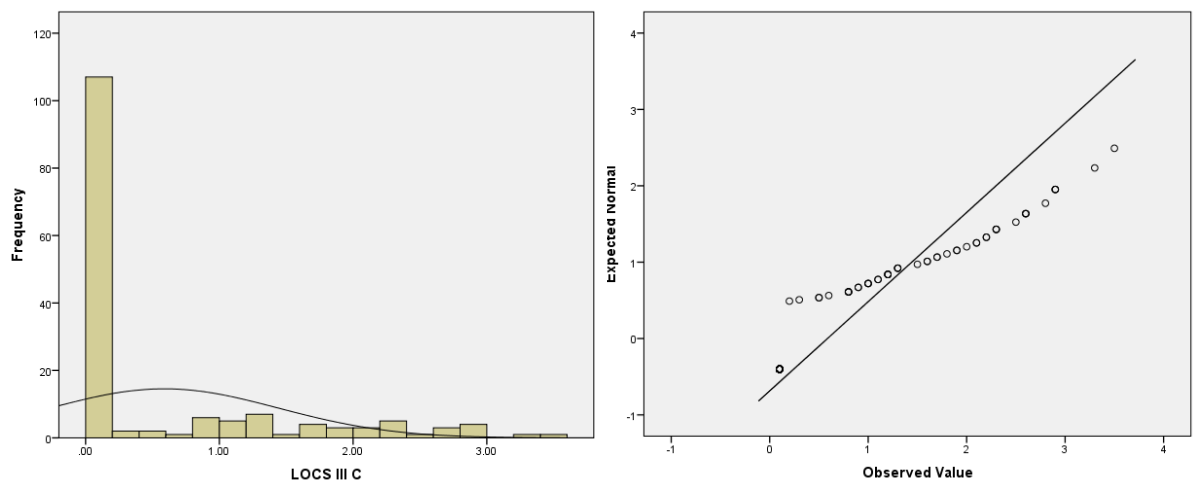 120
100
80
60
40
20
0
Frequency
.00 1.00 2.00 3.00
LOCS III C
4
3
2
1
0
-1
Expected Normal
-1 0 1 2 3 4
Observed Value